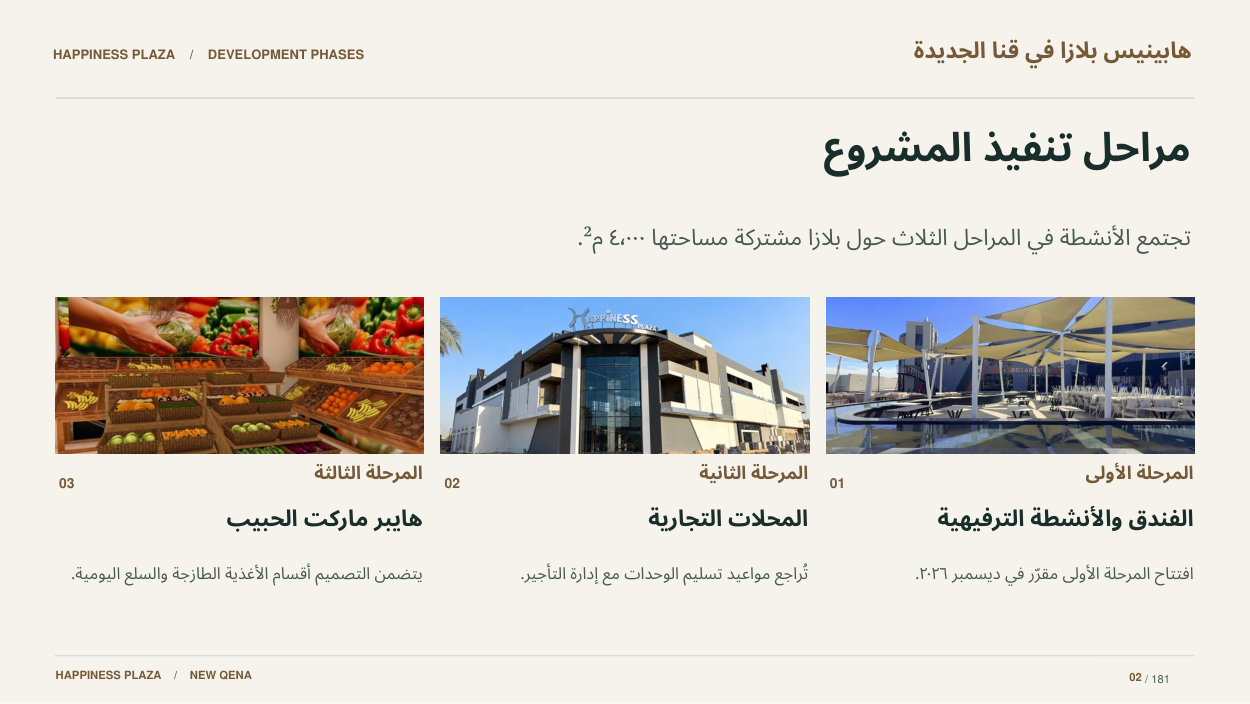 هابينيس بلازا في قنا الجديدة
HAPPINESS PLAZA / DEVELOPMENT PHASES
مراحل تنفيذ المشروع
تجتمع الأنشطة في المراحل الثلاث حول بلازا مشتركة مساحتها ٤،٠٠٠ م².
HAPPINESS
PLAZA
المرحلة الأولى
01
الفندق والأنشطة الترفيهية
افتتاح المرحلة الأولى مقرّر في ديسمبر ٢٠٢٦.
المرحلة الثانية
02
المحلات التجارية
تُراجع مواعيد تسليم الوحدات مع إدارة التأجير.
المرحلة الثالثة
03
هايبر ماركت الحبيب
يتضمن التصميم أقسام الأغذية الطازجة والسلع اليومية.
HAPPINESS PLAZA / NEW QENA
02 / 181